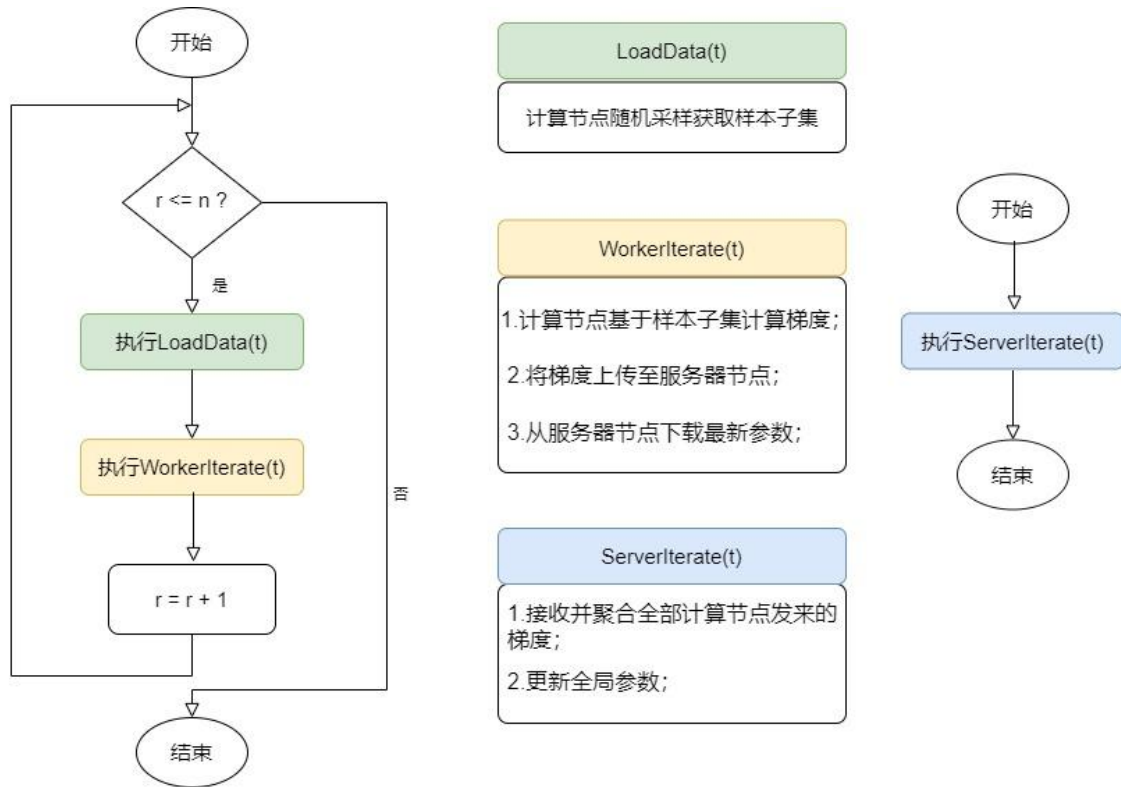 开始
r <= n ?
是
执行LoadData(t)
执行WorkerIterate(t)
否
r = r + 1
结束
LoadData(t)
计算节点随机采样获取样本子集
WorkerIterate(t)
1.计算节点基于样本子集计算梯度;
2.将梯度上传至服务器节点;
3.从服务器节点下载最新参数;
ServerIterate(t)
1.接收并聚合全部计算节点发来的
梯度;
2.更新全局参数;
开始
执行ServerIterate(t)
结束